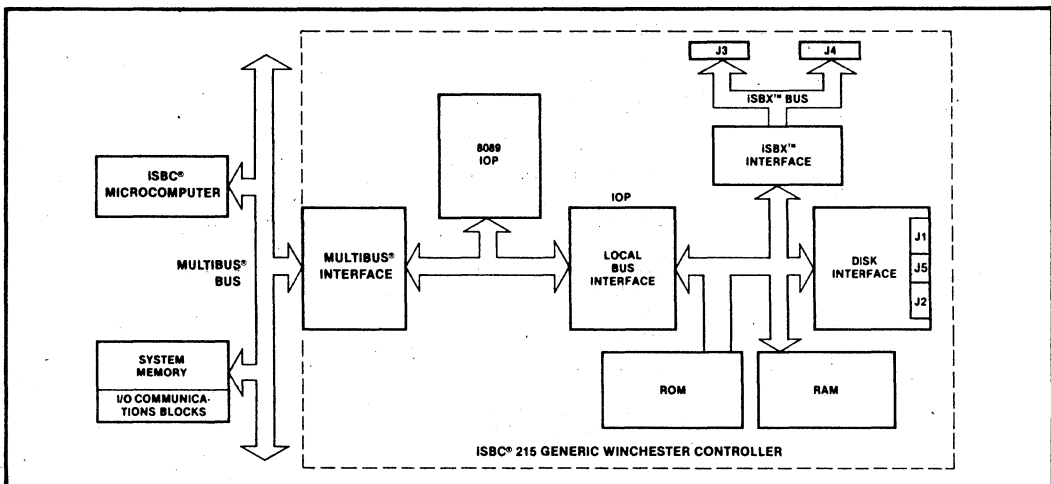 J3
J4
iSBX™ BUS
8089
IOP
iSBX™
INTERFACE
iSBC®
MICROCOMPUTER
IOP
MULTIBUS®
INTERFACE
LOCAL
BUS
INTERFACE
DISK
INTERFACE
J1
J5
J2
MULTIBUS®
BUS
SYSTEM
MEMORY
I/O COMMUNICA-
TIONS BLOCKS
ROM
RAM
iSBC® 215 GENERIC WINCHESTER CONTROLLER